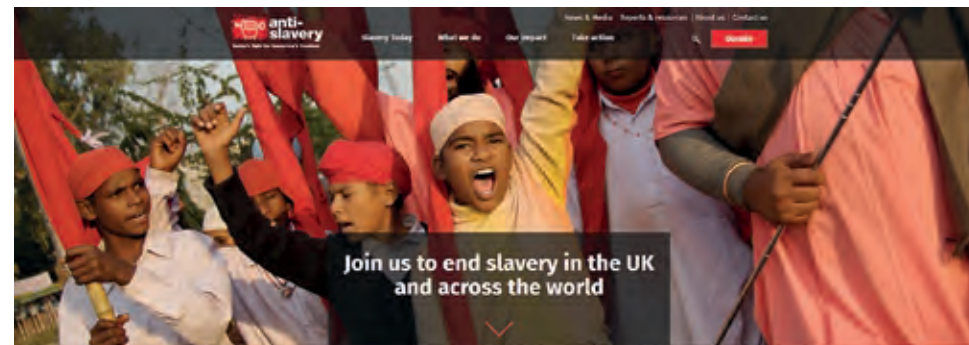 News & Media Reports & resources About us Contact us
anti-
slavery
Slavery Today What we do Our impact Take action
Donate
Join us to end slavery in the UK
and across the world